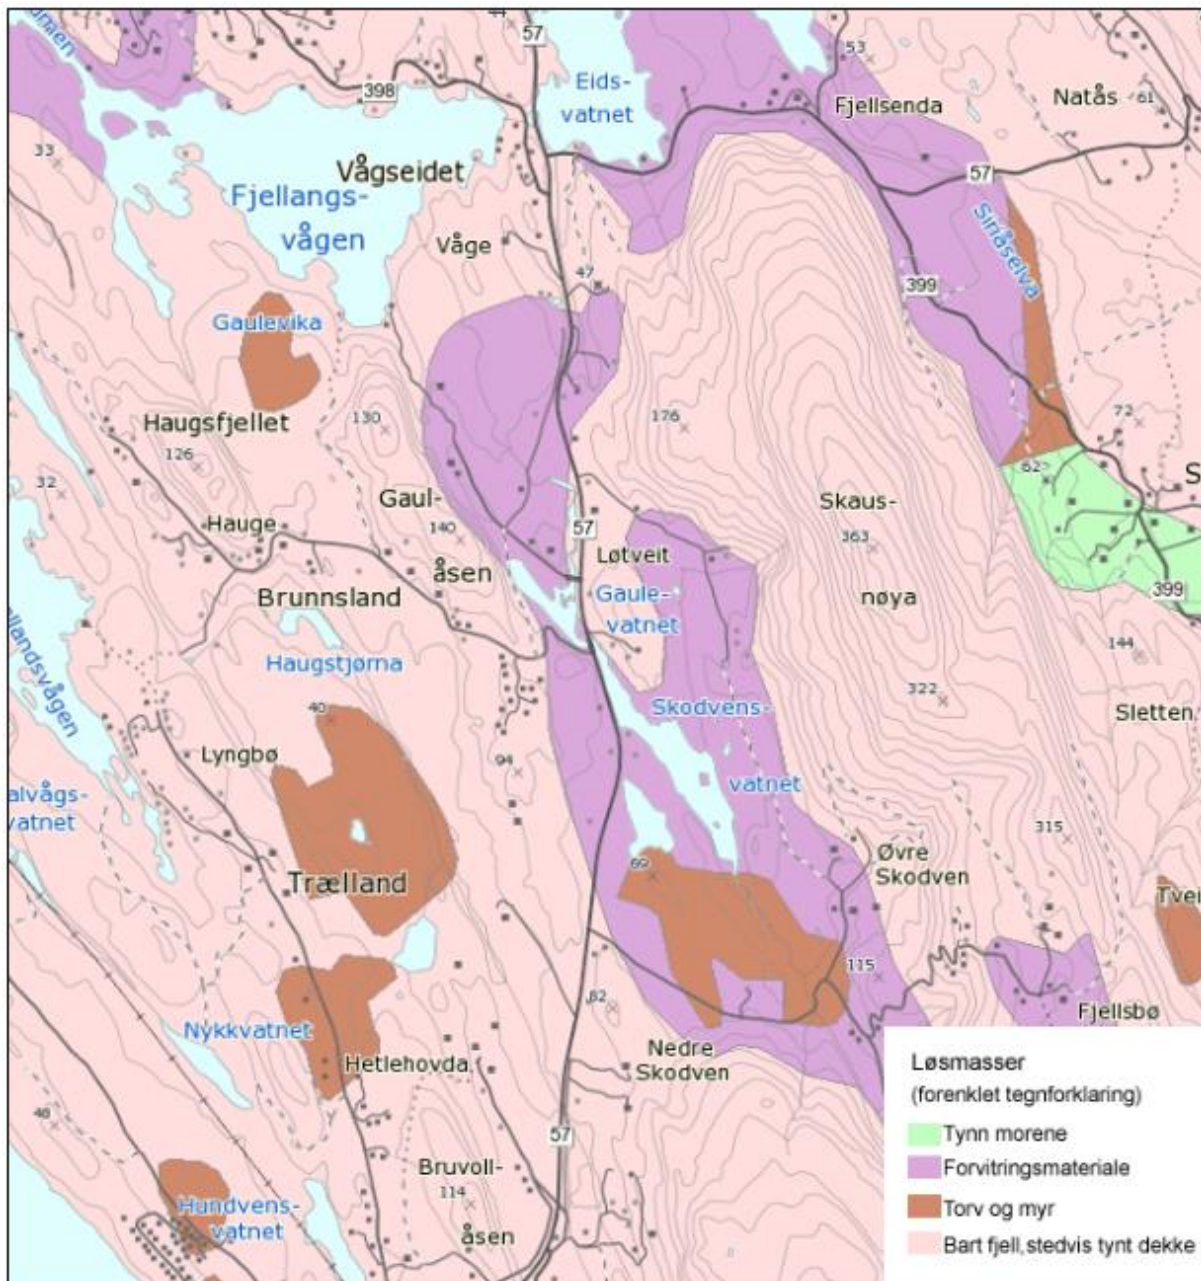 57
398
Eids-
vatnet
53
Fjellsenda
Natås
61
33
Vågseidet
57
Fjellangs-
vågen
Våge
Sinåselva
47
399
Gaulevika
Haugsfjellet
130
126
176
72
32
Gaul-
åsen
140
62
S
Hauge
57
Løtveit
Skaus-
nøya
363
Brunnsland
Gaule-
vatnet
399
Haugstjørna
144
322
40
Skodvens-
vatnet
Sletten
Lyngbø
94
315
Trælland
69
Øvre
Skodven
115
82
Nykkvatnet
Hetlehovda
Nedre
Skodven
Fjellsbø
48
57
Bruvoll-
åsen
114
Hundvens-
vatnet
Løsmasser
(forenklet tegnforklaring)
Tynn morene
Forvitringsmateriale
Torv og myr
Bart fjell, stedvis tynt dekke